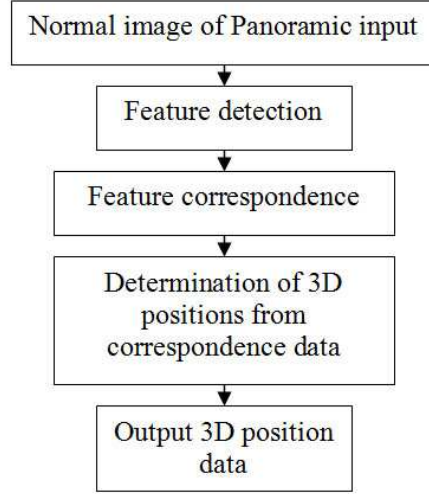 Normal image of Panoramic input
Feature detection
Feature correspondence
Determination of 3D
positions from
correspondence data
Output 3D position
data